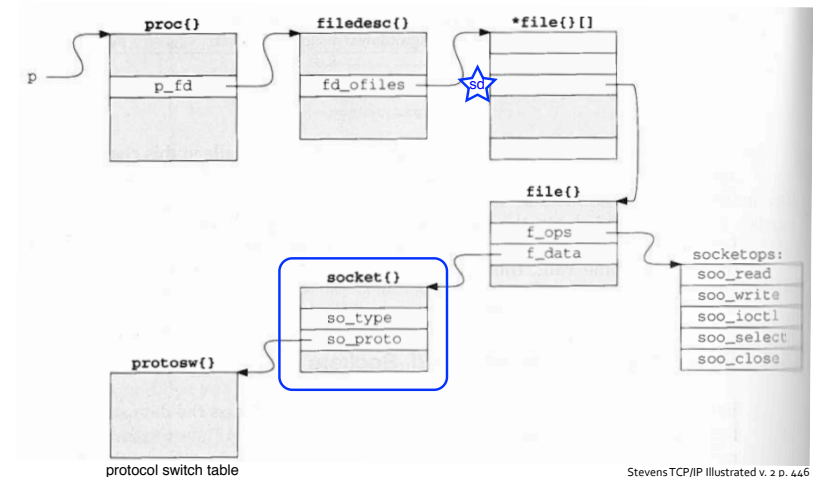 proc{}
filedesc{}
*file{}[]
p
p_fd
fd_ofiles
sd
file{}
f_ops
f_data
socketops:
soo_read
soo_write
soo_ioctl
soo_select
soo_close
socket{}
so_type
so_proto
protosw{}
protocol switch table
Stevens TCP/IP Illustrated v. 2 p. 446